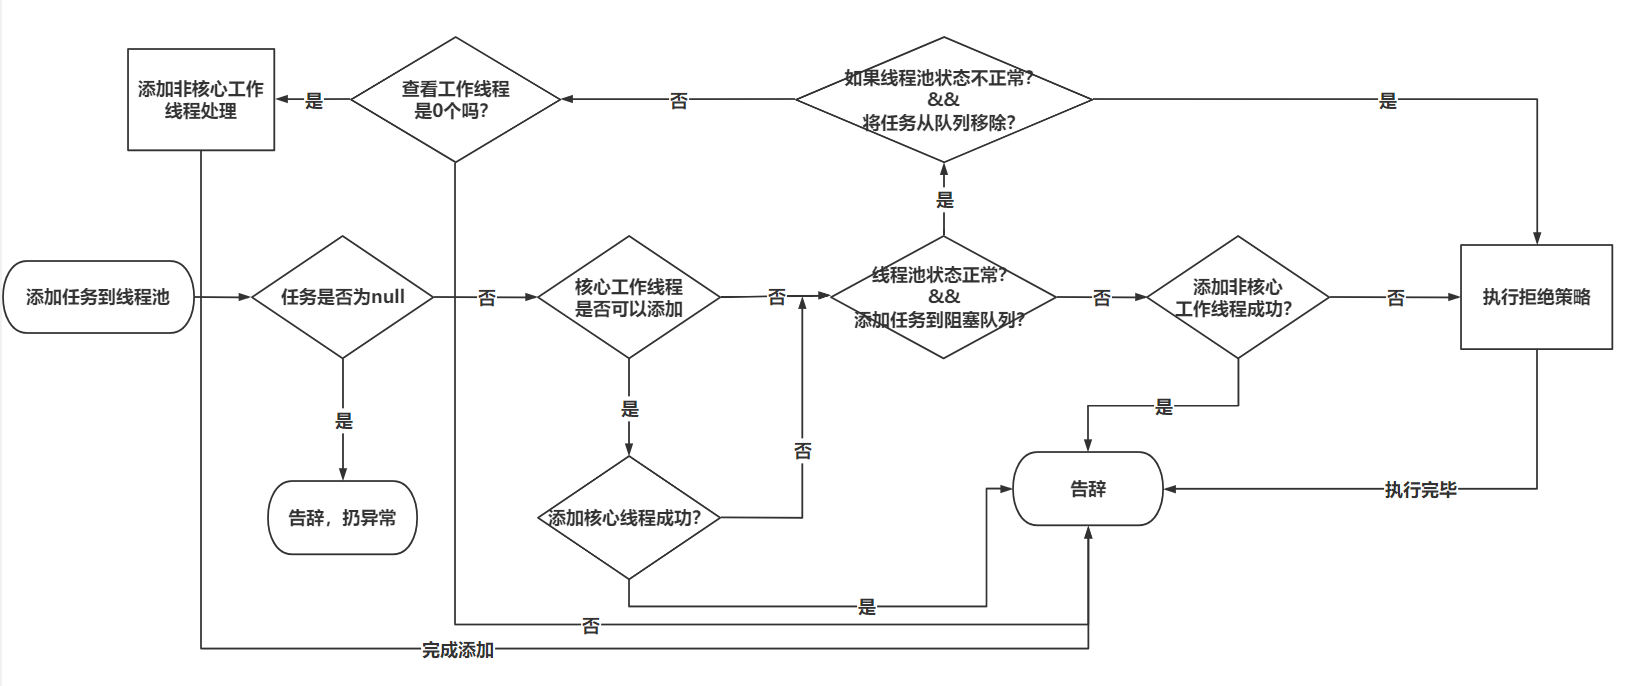 添加非核心工作
线程处理
是
查看工作线程
是0个吗?
否
如果线程池状态不正常?
&&
将任务从队列移除?
是
是
添加任务到线程池
任务是否为null
否
核心工作线程
是否可以添加
否
线程池状态正常?
&&
添加任务到阻塞队列?
否
添加非核心
工作线程成功?
否
执行拒绝策略
是
是
是
否
告辞，扔异常
添加核心线程成功?
告辞
执行完毕
是
否
完成添加